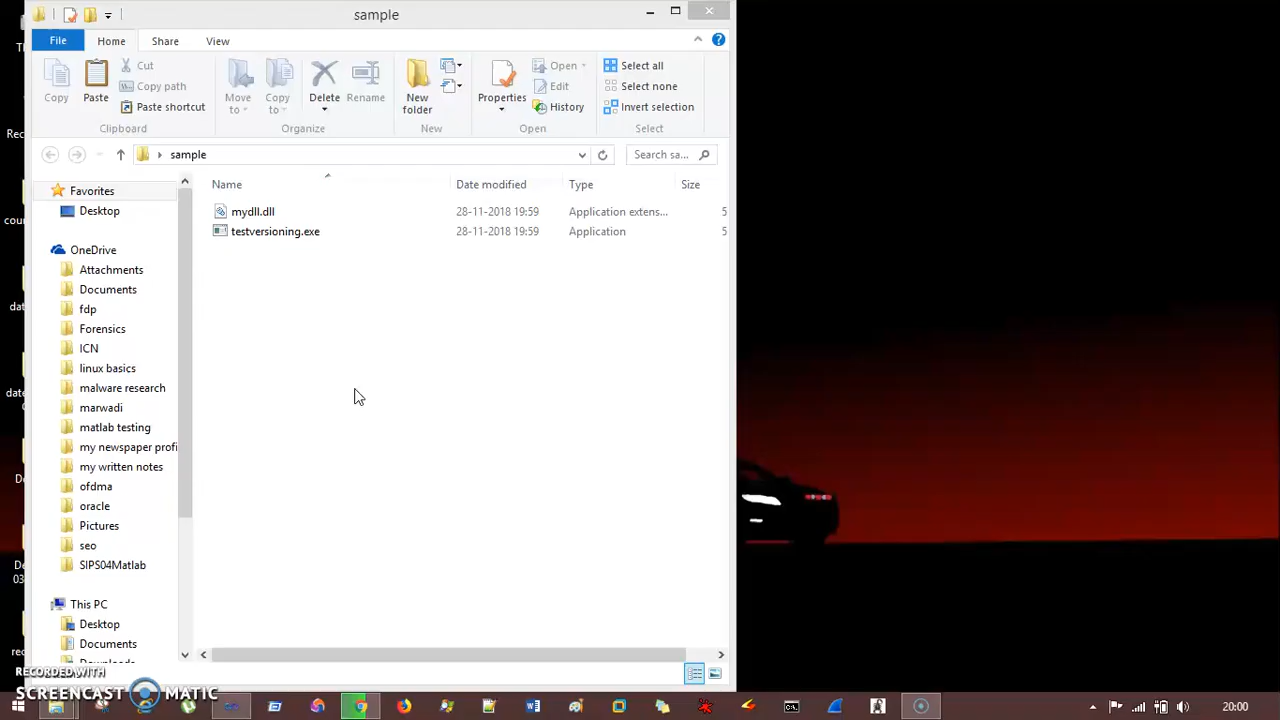 sample
File Home Share View
Copy Paste Cut Copy path Paste shortcut Clipboard
Move to Copy to Delete Rename Organize
New folder New
Properties Open Edit History Open
Select all Select none Invert selection Select
sample Search sa...
Name Date modified Type Size
mydll.dll 28-11-2018 19:59 Application extens... 5
testversioning.exe 28-11-2018 19:59 Application 5
Favorites
Desktop
OneDrive
Attachments
Documents
fdp
Forensics
ICN
linux basics
malware research
marwadi
matlab testing
my newspaper profi
my written notes
ofdma
oracle
Pictures
seo
SIPS04Matlab
This PC
Desktop
Documents
RECORDED WITH
SCREENCAST MATIC
20:00